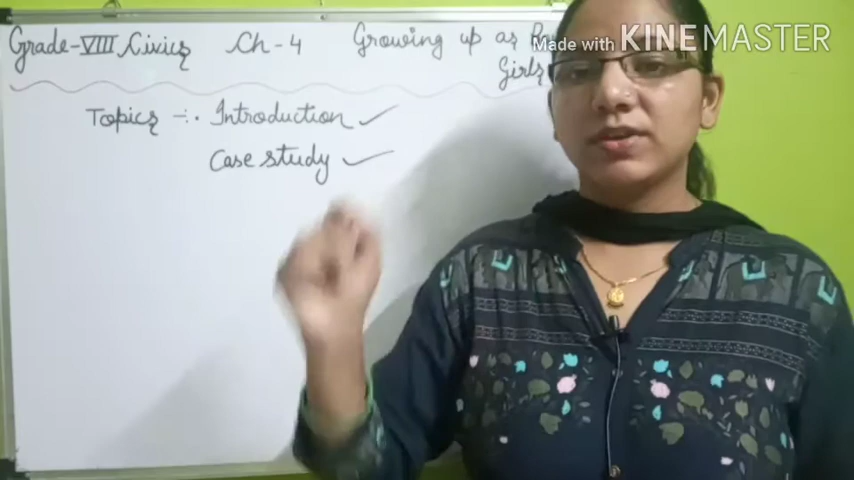 Grade-VIII Civics Ch-4 Growing up as
Girls
Topics -:. Introduction ✓
Case study ✓
Made with KINEMASTER